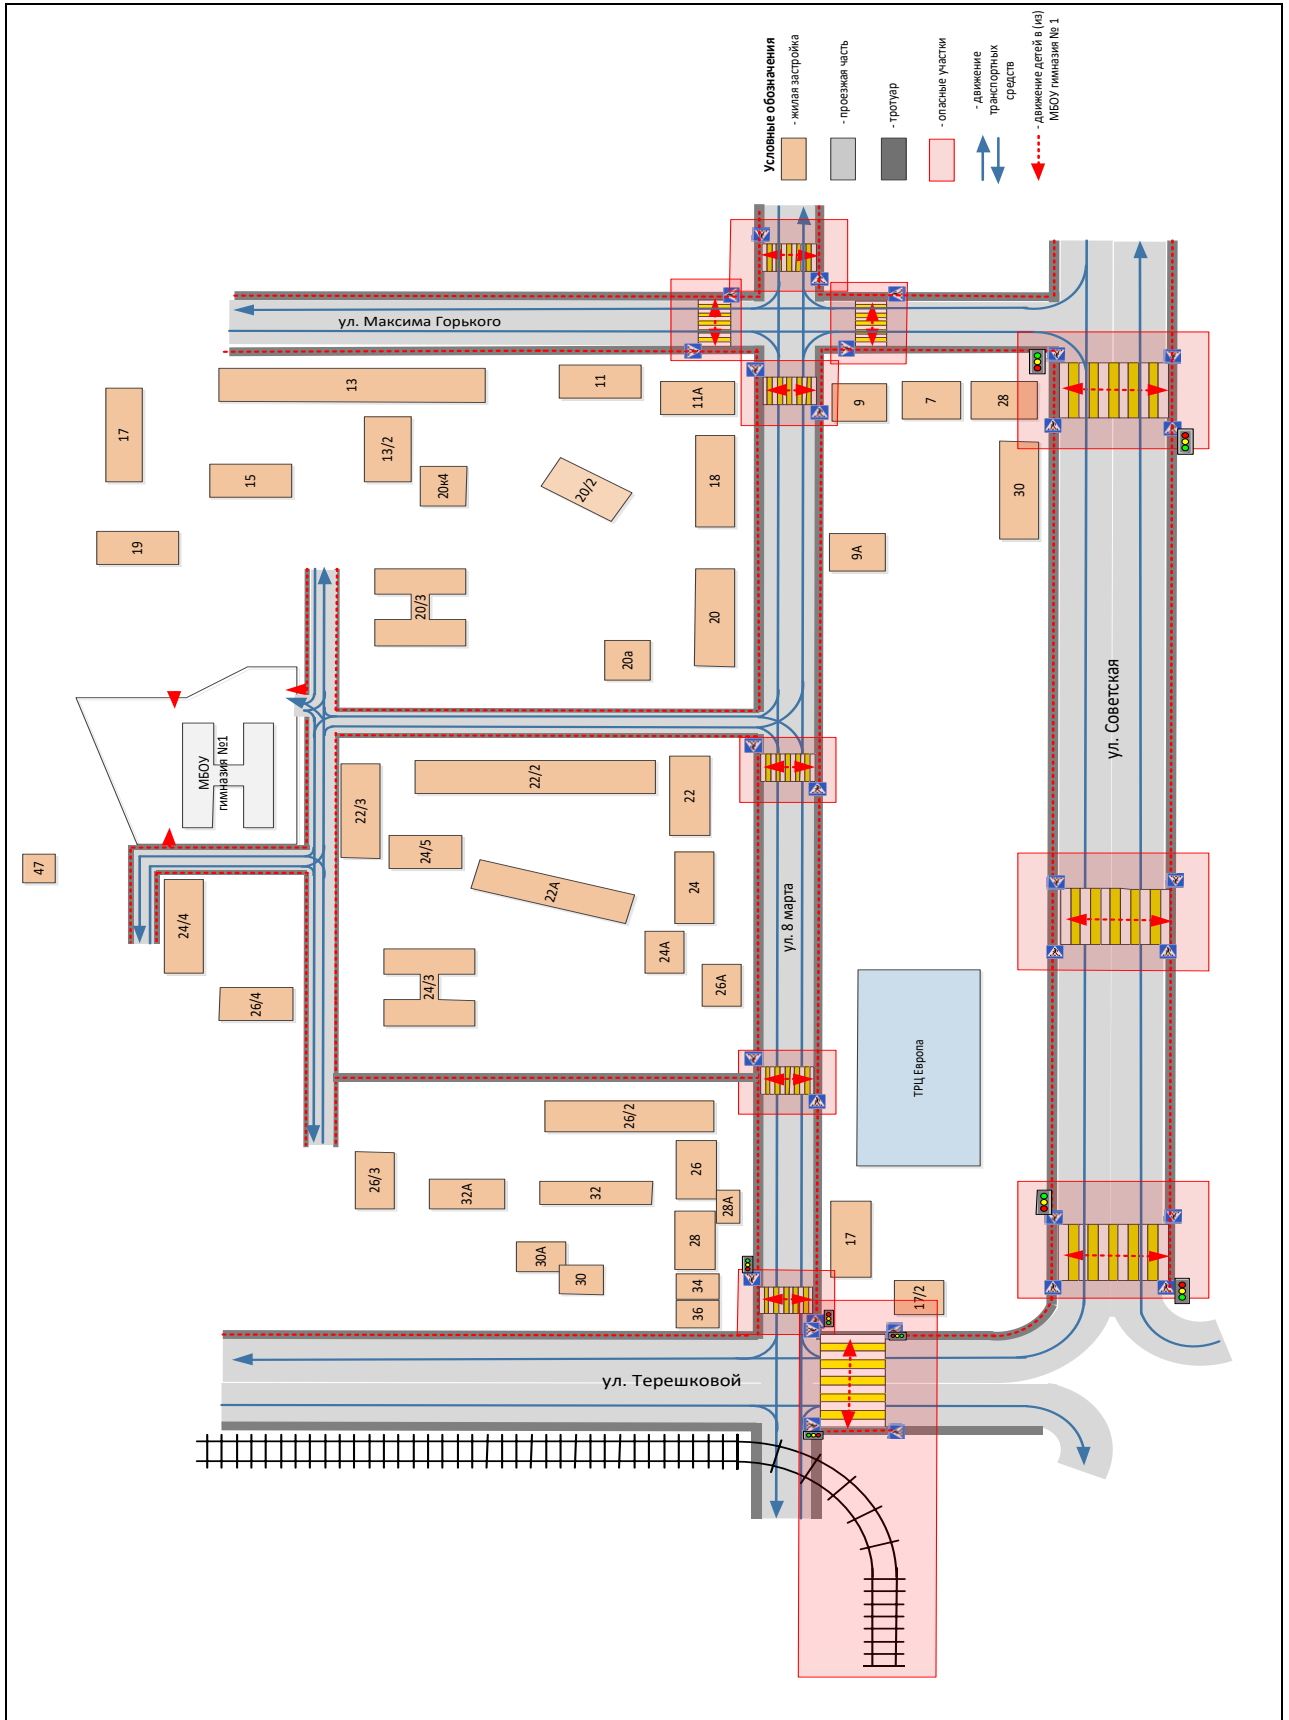 Условные обозначения
- жилая застройка
- проезжая часть
- тротуар
- опасные участки
- движение
транспортных
средств
- движение детей в (из)
МБОУ гимназия № 1
ул. Максима Горького
13
11
11А
9
7
28
17
13/2
15
20к4
20/2
18
30
19
9А
20/3
20
20а
ул. Советская
МБОУ
гимназия №1
22/3
22/2
22
24/5
47
22А
24
ул. 8 марта
24/4
24А
24/3
26А
26/4
ТРЦ Европа
26/2
26/3
32А
32
26
28А
28
17
30А
30
34
36
17/2
ул. Терешковой